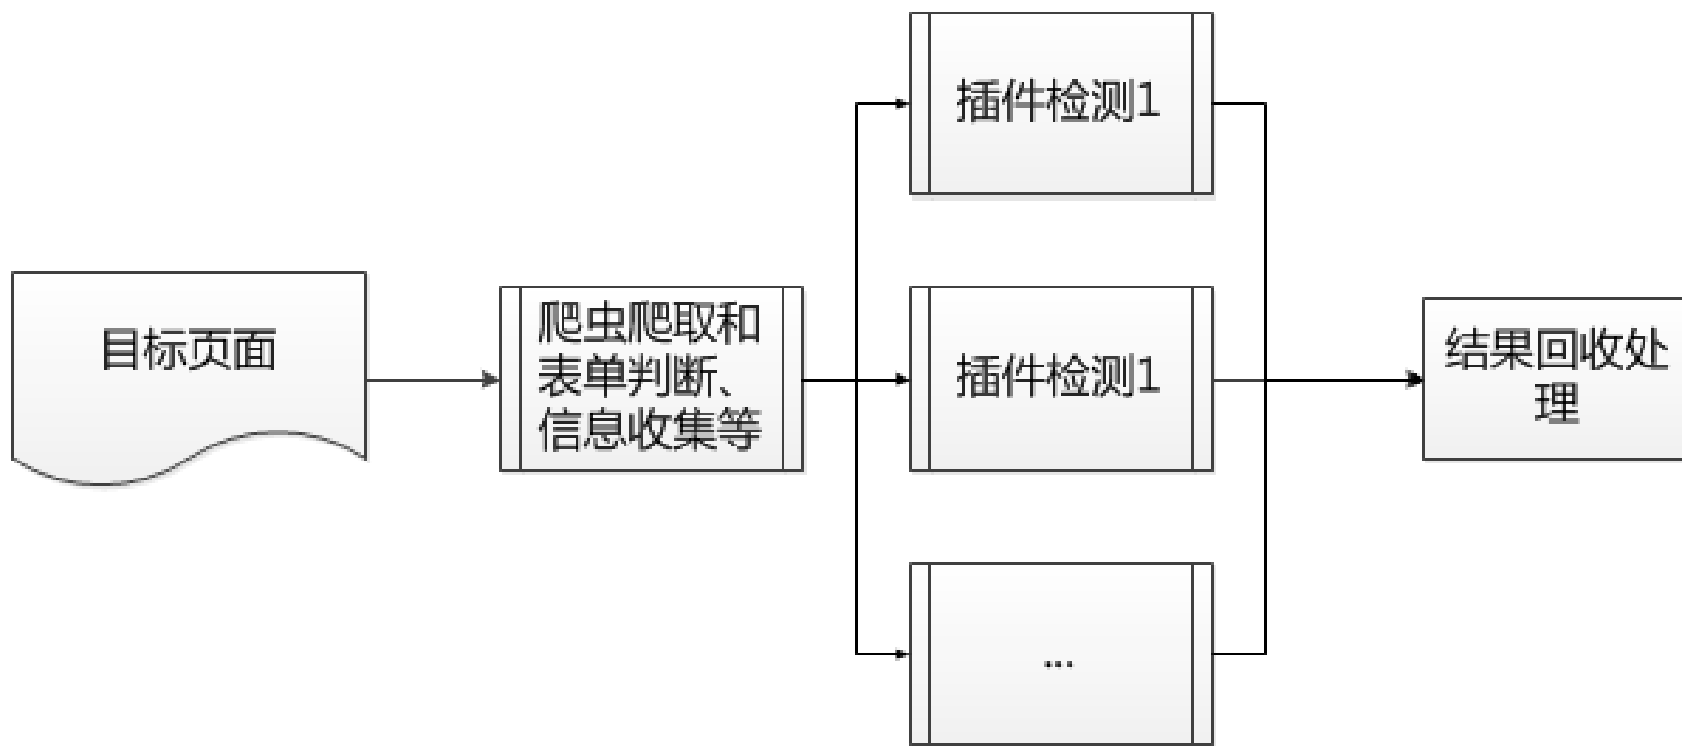 目标页面
爬虫爬取和
表单判断、
信息收集等
插件检测1
插件检测1
...
结果回收处
理